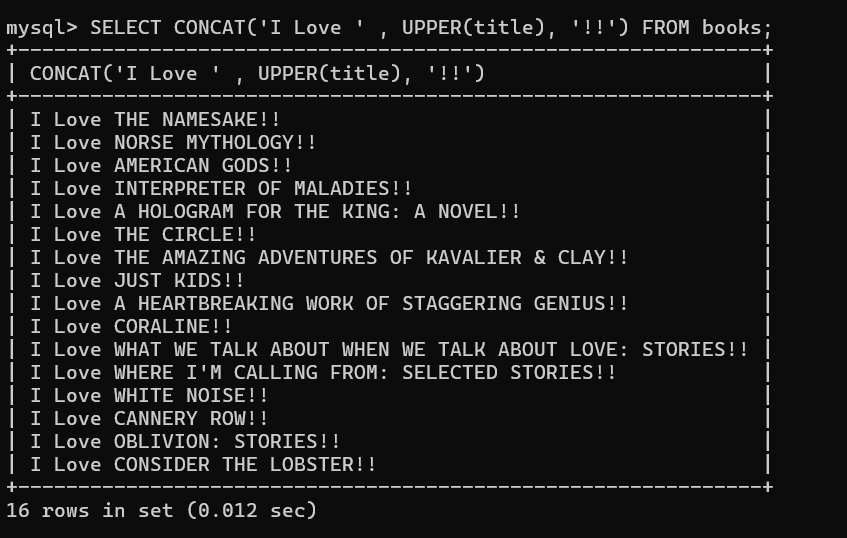 mysql> SELECT CONCAT('I Love ' , UPPER(title), '!!') FROM books;
+--------------------------------------------------------------+
| CONCAT('I Love ' , UPPER(title), '!!')                       |
+--------------------------------------------------------------+
| I Love THE NAMESAKE!!                                        |
| I Love NORSE MYTHOLOGY!!                                     |
| I Love AMERICAN GODS!!                                       |
| I Love INTERPRETER OF MALADIES!!                             |
| I Love A HOLOGRAM FOR THE KING: A NOVEL!!                    |
| I Love THE CIRCLE!!                                          |
| I Love THE AMAZING ADVENTURES OF KAVALIER & CLAY!!           |
| I Love JUST KIDS!!                                           |
| I Love A HEARTBREAKING WORK OF STAGGERING GENIUS!!           |
| I Love CORALINE!!                                            |
| I Love WHAT WE TALK ABOUT WHEN WE TALK ABOUT LOVE: STORIES!! |
| I Love WHERE I'M CALLING FROM: SELECTED STORIES!!            |
| I Love WHITE NOISE!!                                         |
| I Love CANNERY ROW!!                                         |
| I Love OBLIVION: STORIES!!                                   |
| I Love CONSIDER THE LOBSTER!!                                |
+--------------------------------------------------------------+
16 rows in set (0.012 sec)